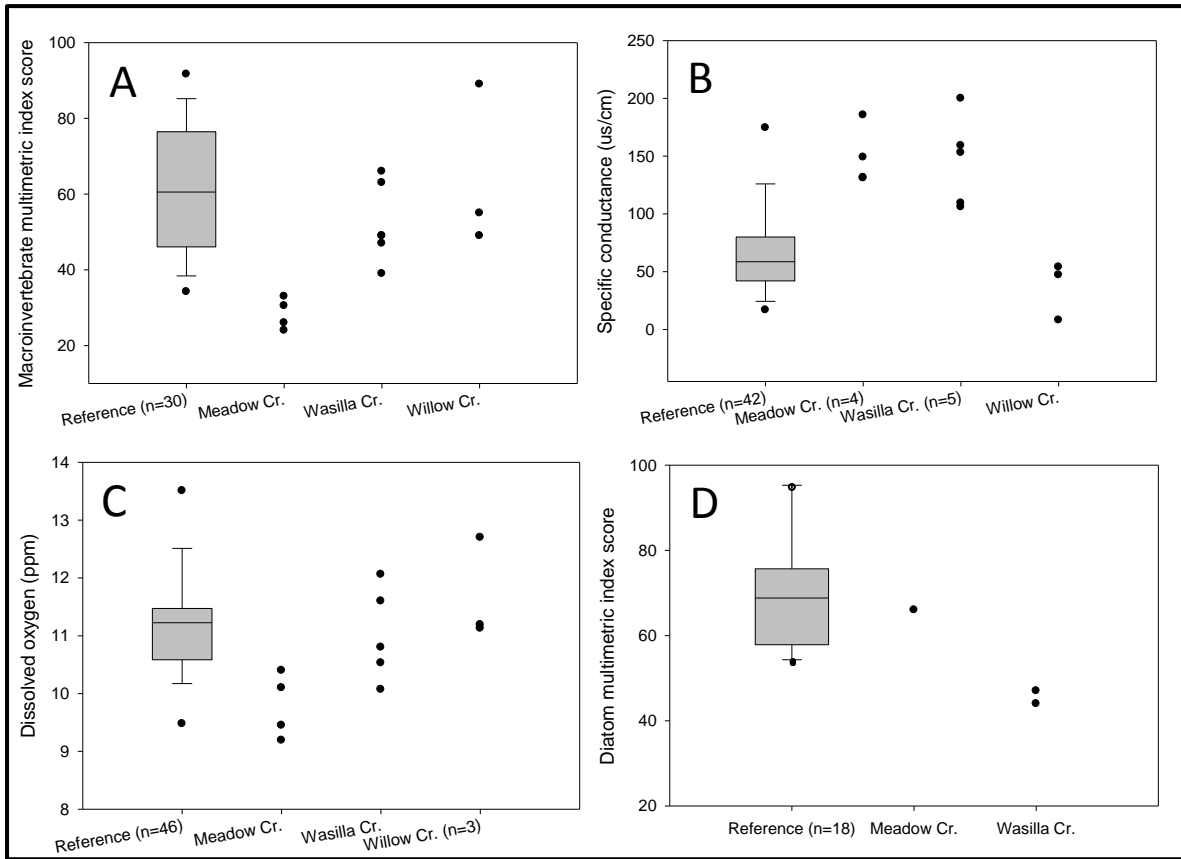 A
Macroinvertebrate multimetric index score
100
80
60
40
20
Reference (n=30)
Meadow Cr.
Wasilla Cr.
Willow Cr.
B
Specific conductance (us/cm)
250
200
150
100
50
0
Reference (n=42)
Meadow Cr. (n=4)
Wasilla Cr. (n=5)
Willow Cr.
C
Dissolved oxygen (ppm)
14
13
12
11
10
9
8
Reference (n=46)
Meadow Cr.
Wasilla Cr.
Willow Cr. (n=3)
D
Diatom multimetric index score
100
80
60
40
20
Reference (n=18)
Meadow Cr.
Wasilla Cr.